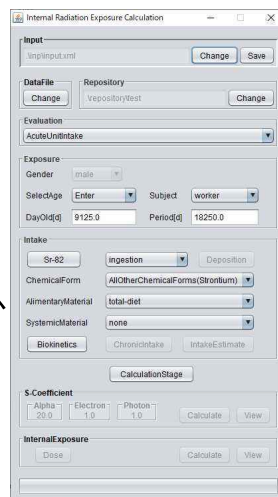 Internal Radiation Exposure Calculation
Input
.\inp\input.xml Change Save
DataFile Repository
Change .\repository\test Change
Evaluation
AcuteUnitIntake
Exposure
Gender male
SelectAge Enter Subject worker
DayOld[d] 9125.0 Period[d] 18250.0
Intake
Sr-82 ingestion Deposition
ChemicalForm AllOtherChemicalForms(Strontium)
AlimentaryMaterial total-diet
SystemicMaterial none
Biokinetics ChronicIntake IntakeEstimate
CalculationStage
S-Coefficient
Alpha Electron Photon
20.0 1.0 1.0 Calculate View
InternalExposure
Dose Calculate View